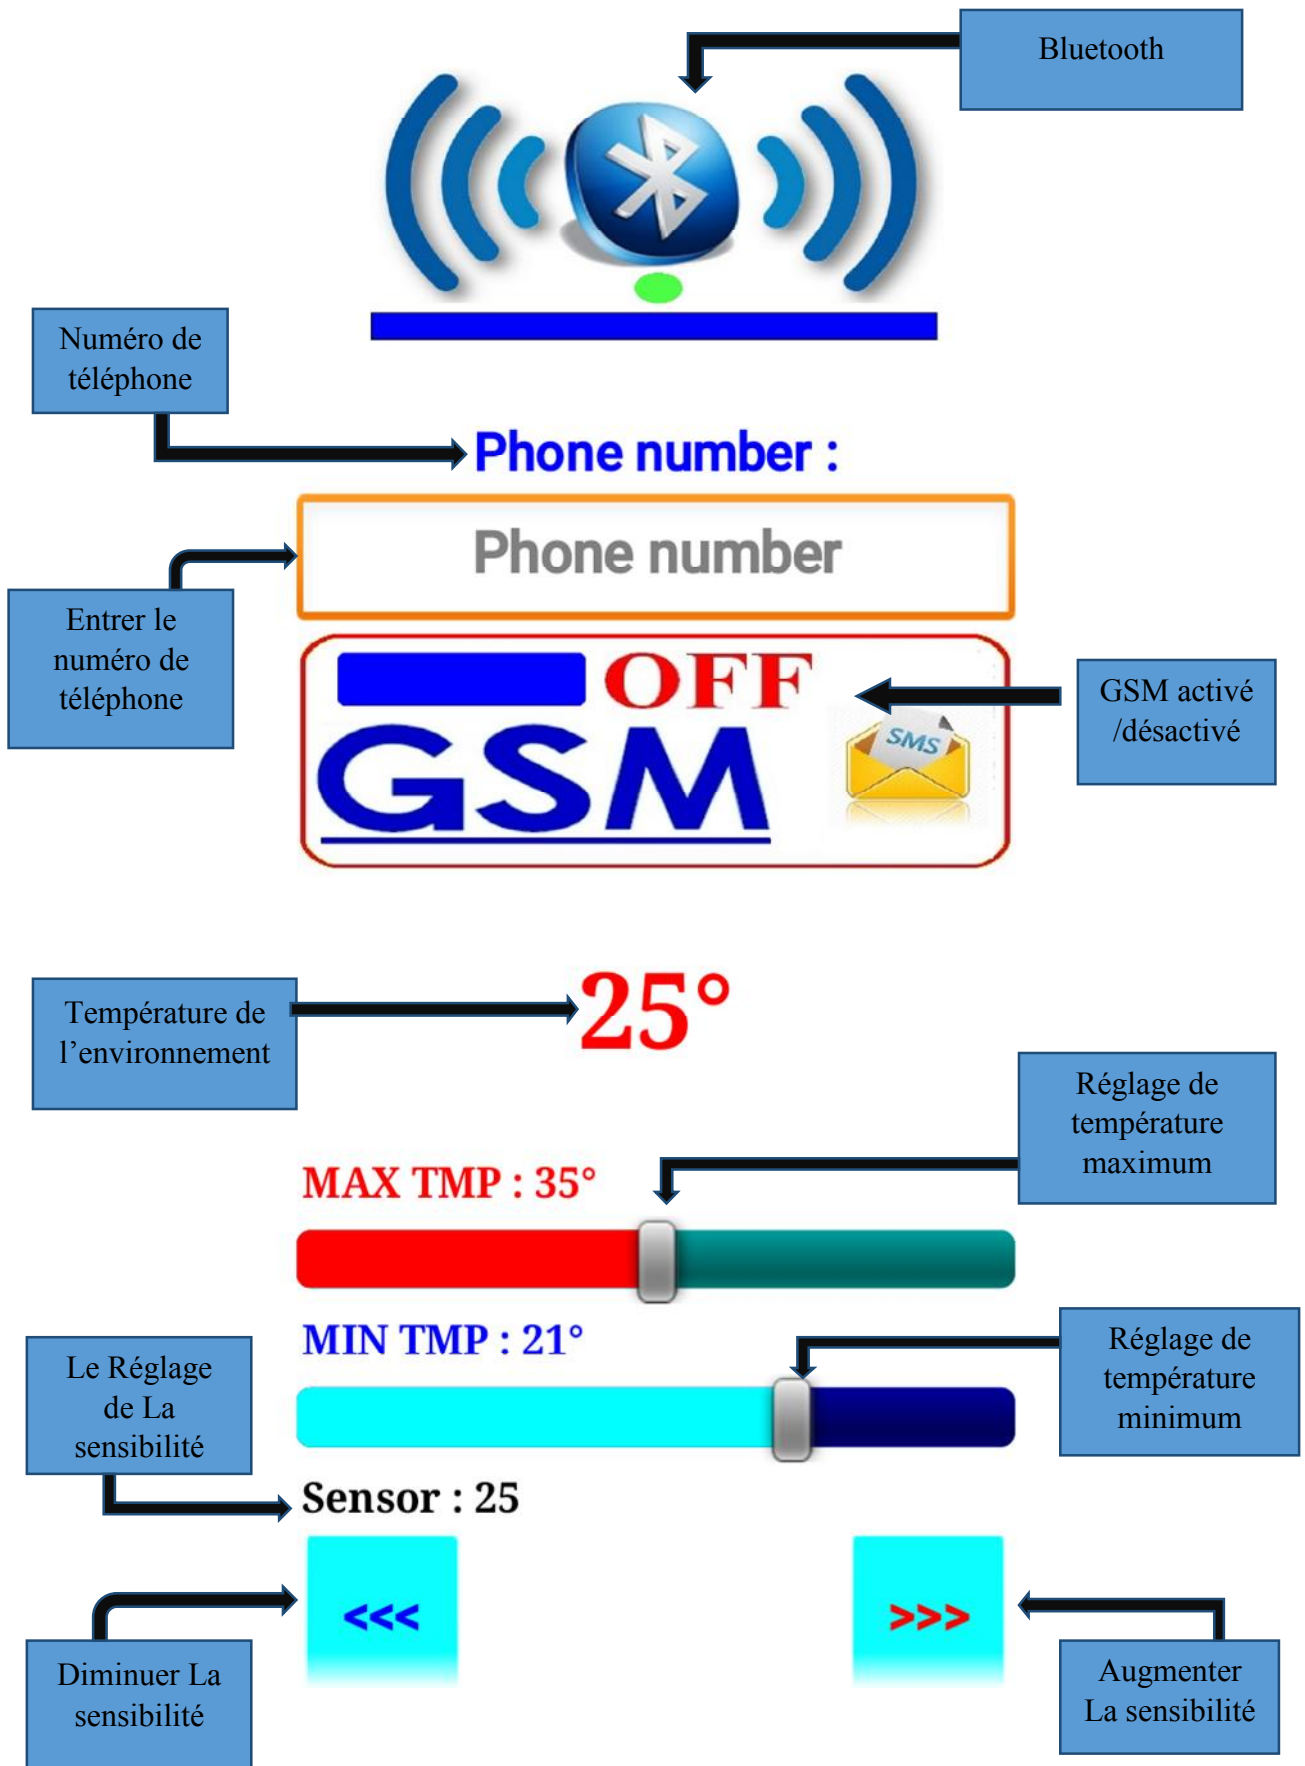 Bluetooth
Numéro de
téléphone
Phone number :
Phone number
Entrer le
numéro de
téléphone
OFF
GSM
SMS
GSM activé
/désactivé
Température de
l’environnement
25°
Réglage de
température
maximum
MAX TMP : 35°
MIN TMP : 21°
Réglage de
température
minimum
Le Réglage
de La
sensibilité
Sensor : 25
<<<
>>>
Diminuer La
sensibilité
Augmenter
La sensibilité